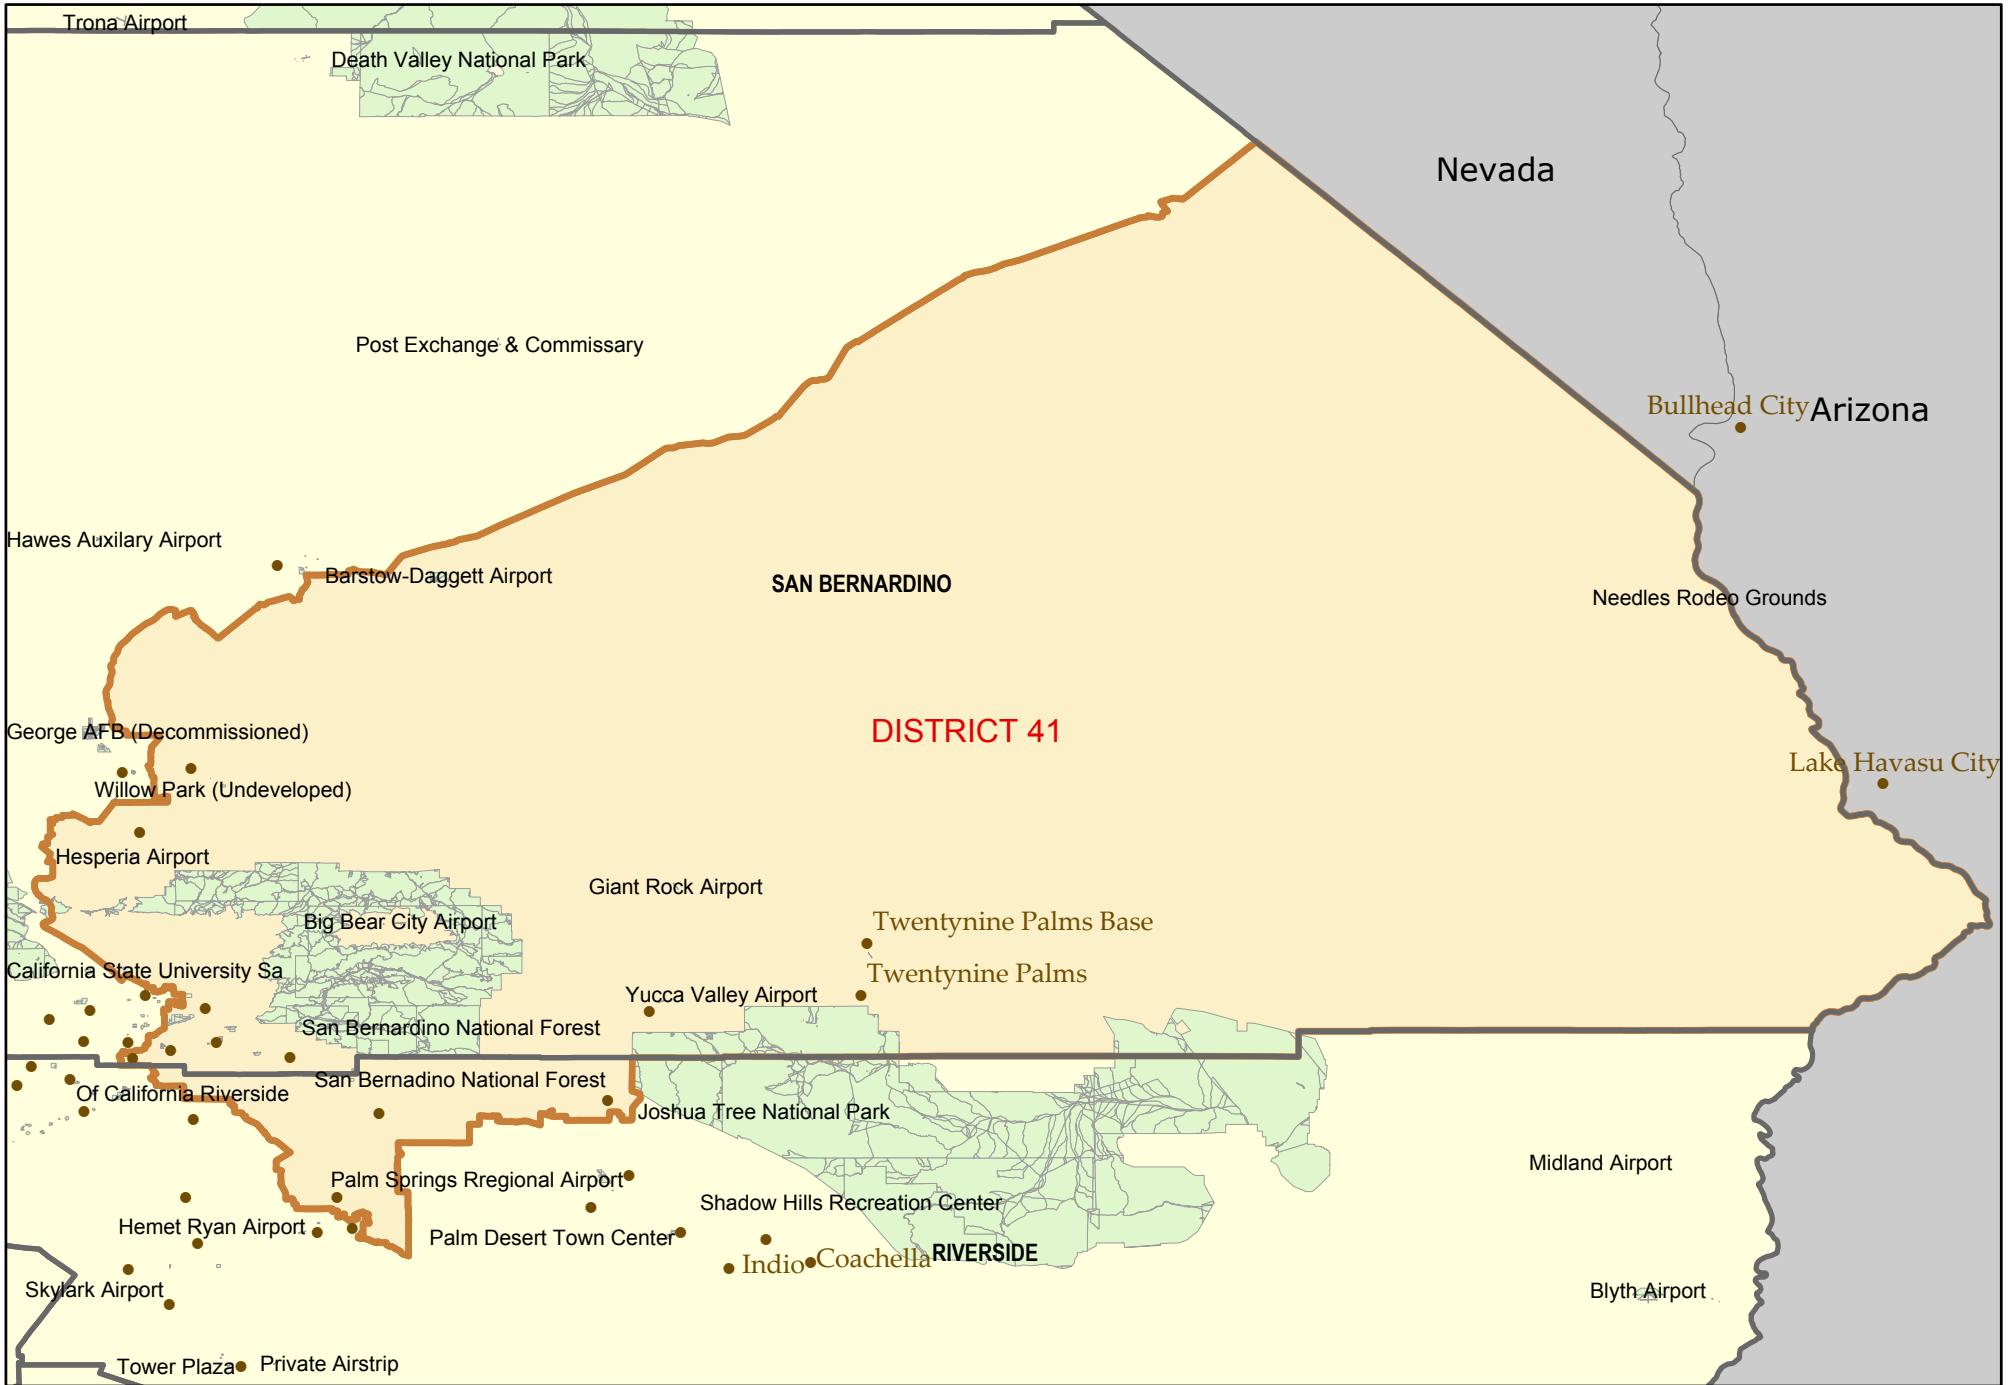 Trona Airport
Death Valley National Park
Nevada
Post Exchange & Commissary
Bullhead City
Arizona
Hawes Auxilary Airport
Barstow-Daggett Airport
SAN BERNARDINO
Needles Rodeo Grounds
George AFB (Decommissioned)
DISTRICT 41
Lake Havasu City
Willow Park (Undeveloped)
Hesperia Airport
Giant Rock Airport
Big Bear City Airport
Twentynine Palms Base
California State University Sa
Twentynine Palms
Yucca Valley Airport
San Bernardino National Forest
San Bernadino National Forest
Of California Riverside
Joshua Tree National Park
Midland Airport
Palm Springs Rregional Airport
Shadow Hills Recreation Center
Hemet Ryan Airport
Palm Desert Town Center
RIVERSIDE
Indio
Coachella
Skylark Airport
Blyth Airport
Tower Plaza
Private Airstrip